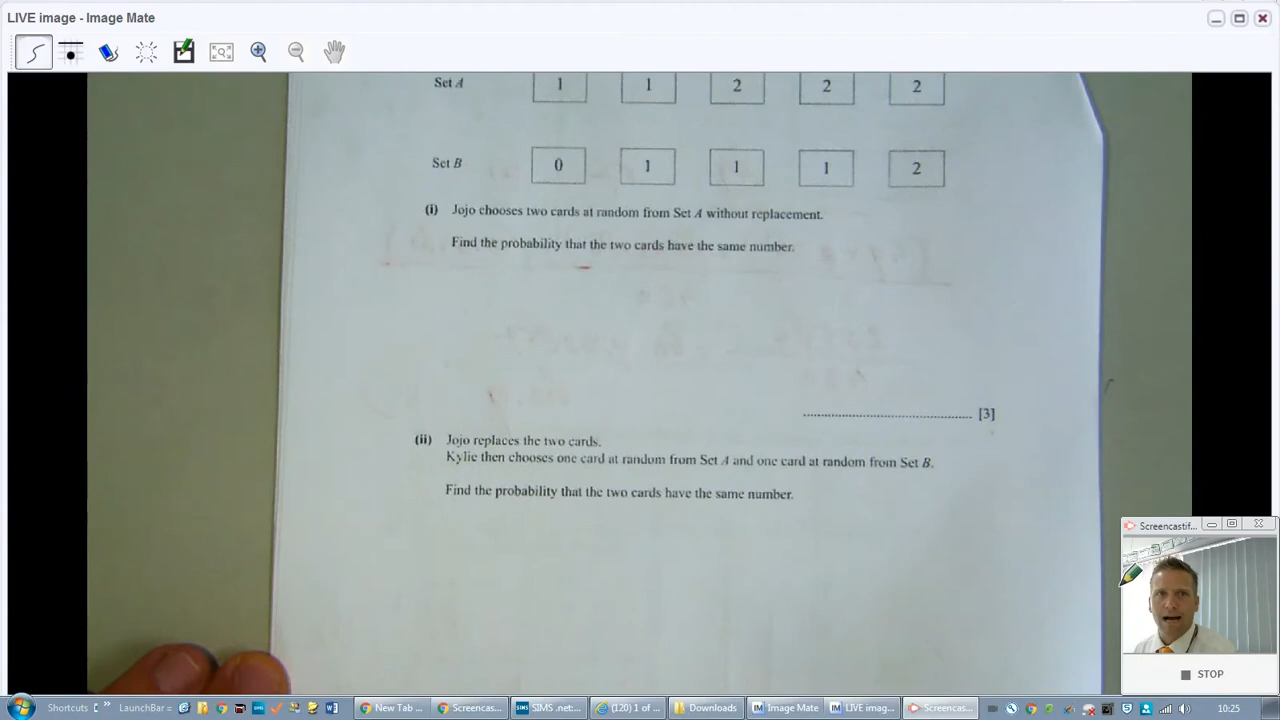 LIVE image - Image Mate
Set A 1 1 2 2 2
Set B 0 1 1 1 2
(i) Jojo chooses two cards at random from Set A without replacement.
Find the probability that the two cards have the same number.
[3]
(ii) Jojo replaces the two cards.
Kylie then chooses one card at random from Set A and one card at random from Set B.
Find the probability that the two cards have the same number.
Screencastif...
STOP
Shortcuts LaunchBar New Tab Screencas... SIMS .net:... (120) 1 of ... Downloads Image Mate LIVE imag... Screencas... 10:25